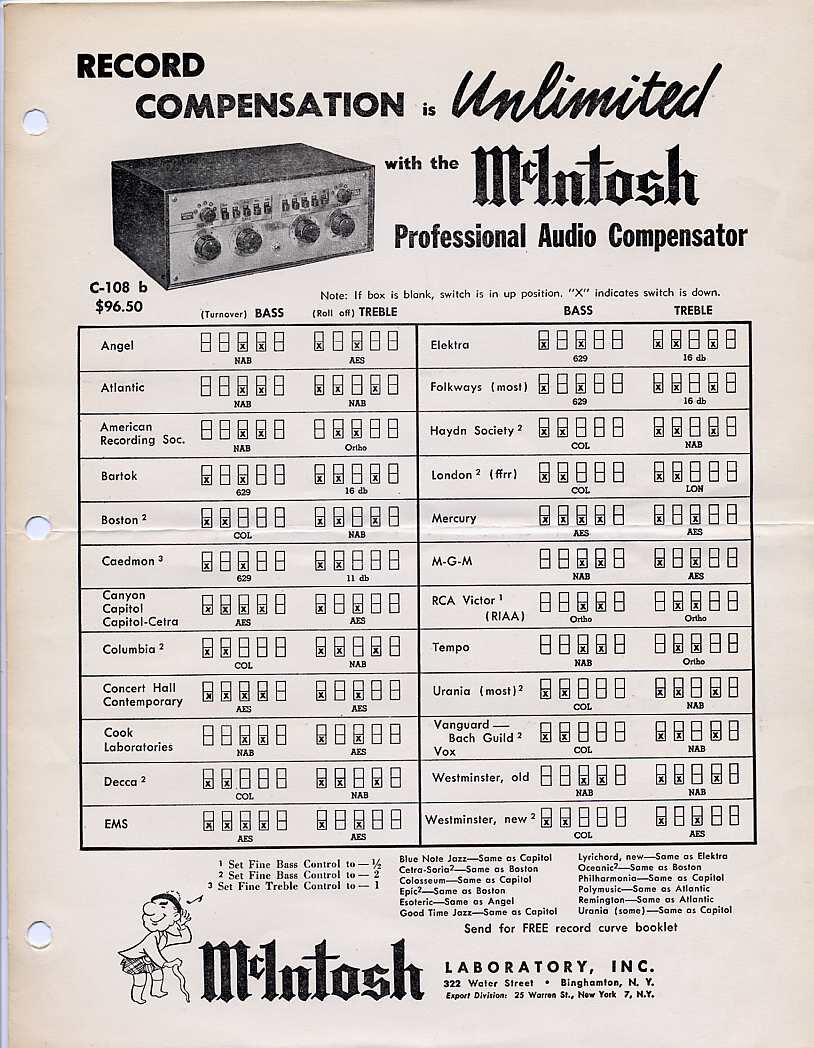 RECORD
COMPENSATION is Unlimited
with the McIntosh
Professional Audio Compensator
C-108 b
$96.50
Note: If box is blank, switch is in up position. "X" indicates switch is down.
(Turnover) BASS (Roll off) TREBLE BASS TREBLE
Angel NAB AES
Elektra 629 16 db
Atlantic NAB NAB
Folkways (most) 629 16 db
American
Recording Soc. NAB Ortho
Haydn Society 2 COL NAB
Bartok 629 16 db
London 2 (ffrr) COL LON
Boston 2 COL NAB
Mercury AES AES
Caedmon 3 629 11 db
M-G-M NAB AES
Canyon
Capitol
Capitol-Cetra AES AES
RCA Victor 1
(RIAA) Ortho Ortho
Columbia 2 COL NAB
Tempo NAB Ortho
Concert Hall
Contemporary AES AES
Urania (most) 2 COL NAB
Cook
Laboratories NAB AES
Vanguard —
Bach Guild 2
Vox COL NAB
Decca 2 COL NAB
Westminster, old NAB NAB
EMS AES AES
Westminster, new 2 COL AES
1 Set Fine Bass Control to — ½
2 Set Fine Bass Control to — 2
3 Set Fine Treble Control to — 1
Blue Note Jazz—Same as Capitol
Cetra-Soria2—Same as Boston
Colosseum—Same as Capitol
Epic2—Same as Boston
Esoteric—Same as Angel
Good Time Jazz—Same as Capitol
Lyrichord, new—Same as Elektra
Oceanic2—Same as Boston
Philharmonia—Same as Capitol
Polymusic—Same as Atlantic
Remington—Same as Atlantic
Urania (some)—Same as Capitol
Send for FREE record curve booklet
McIntosh LABORATORY, INC.
322 Water Street • Binghamton, N. Y.
Export Division: 25 Warren St., New York 7, N.Y.